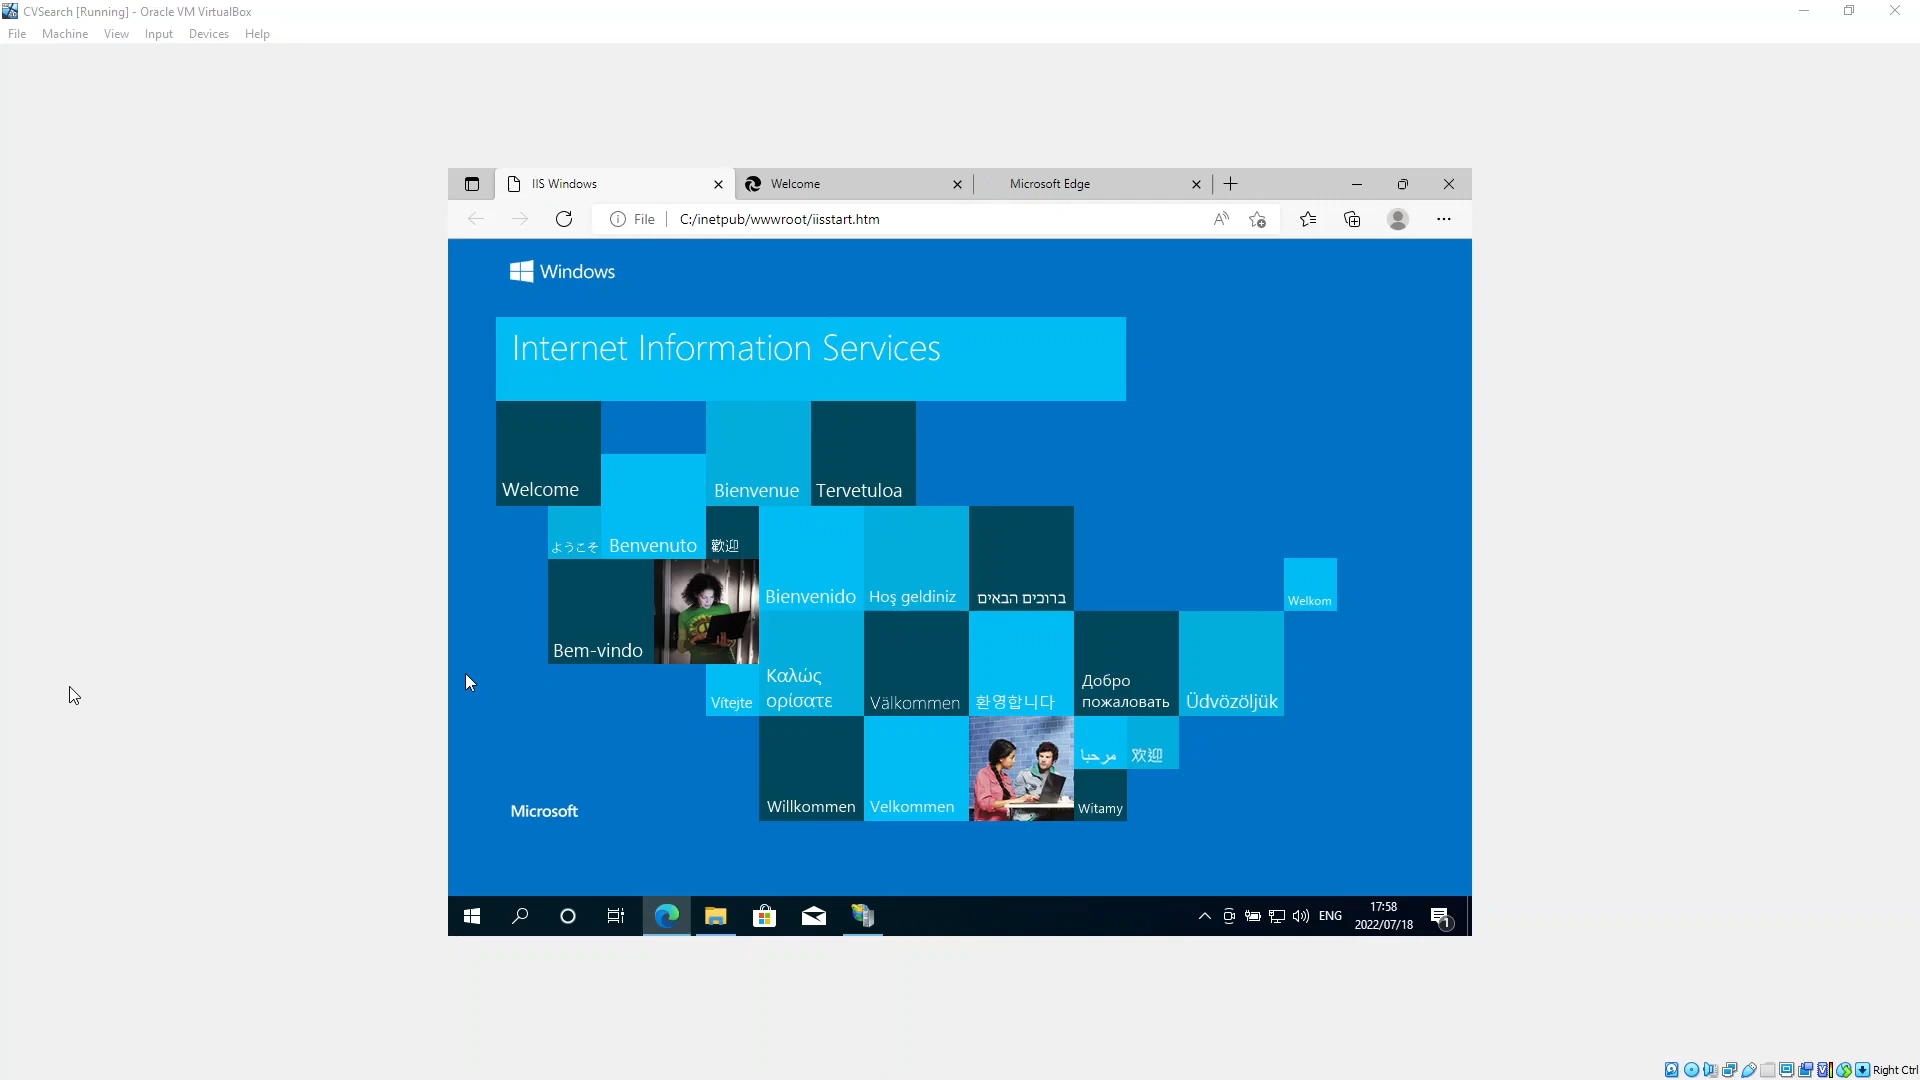 CVSearch [Running] - Oracle VM VirtualBox
File Machine View Input Devices Help
IIS Windows
Welcome
Microsoft Edge
File
C:/inetpub/wwwroot/iisstart.htm
Windows
Internet Information Services
Welcome
Bienvenue
Tervetuloa
ようこそ
Benvenuto
歡迎
Bienvenido
Hoş geldiniz
ברוכים הבאים
Welkom
Bem-vindo
Vítejte
Καλώς
ορίσατε
Välkommen
환영합니다
Добро
пожаловать
Üdvözöljük
مرحبا
欢迎
Microsoft
Willkommen
Velkommen
Witamy
ENG
17:58
2022/07/18
1
Right Ctrl